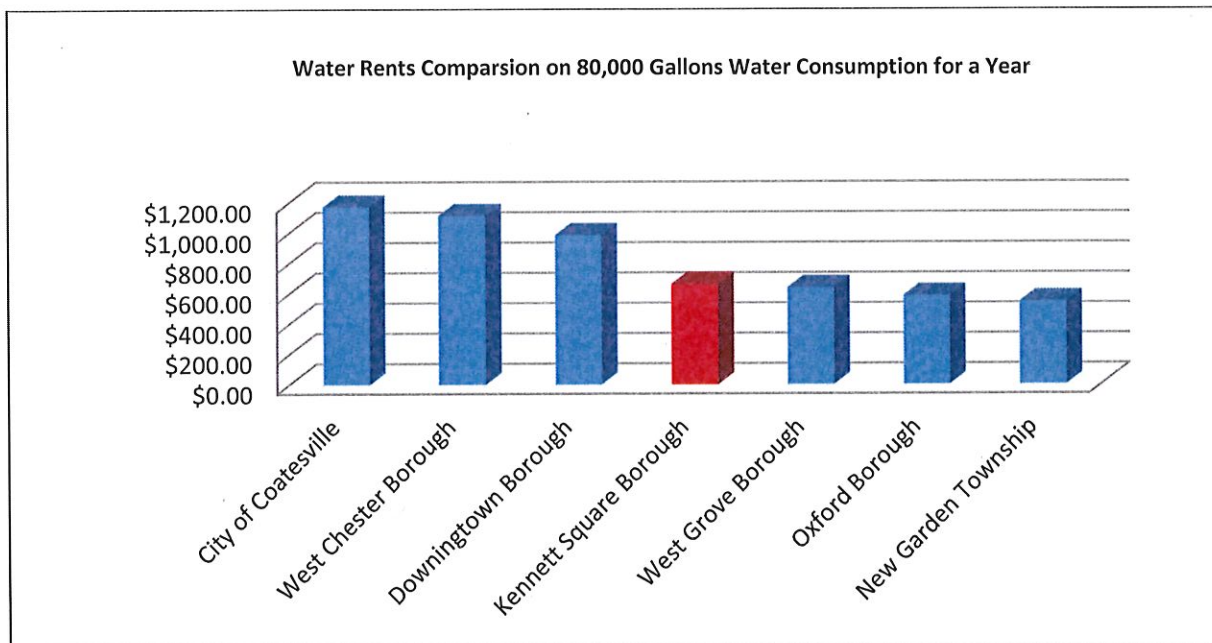 Water Rents Comparsion on 80,000 Gallons Water Consumption for a Year
$1,200.00
$1,000.00
$800.00
$600.00
$400.00
$200.00
$0.00
City of Coatesville
West Chester Borough
Downingtown Borough
Kennett Square Borough
West Grove Borough
Oxford Borough
New Garden Township